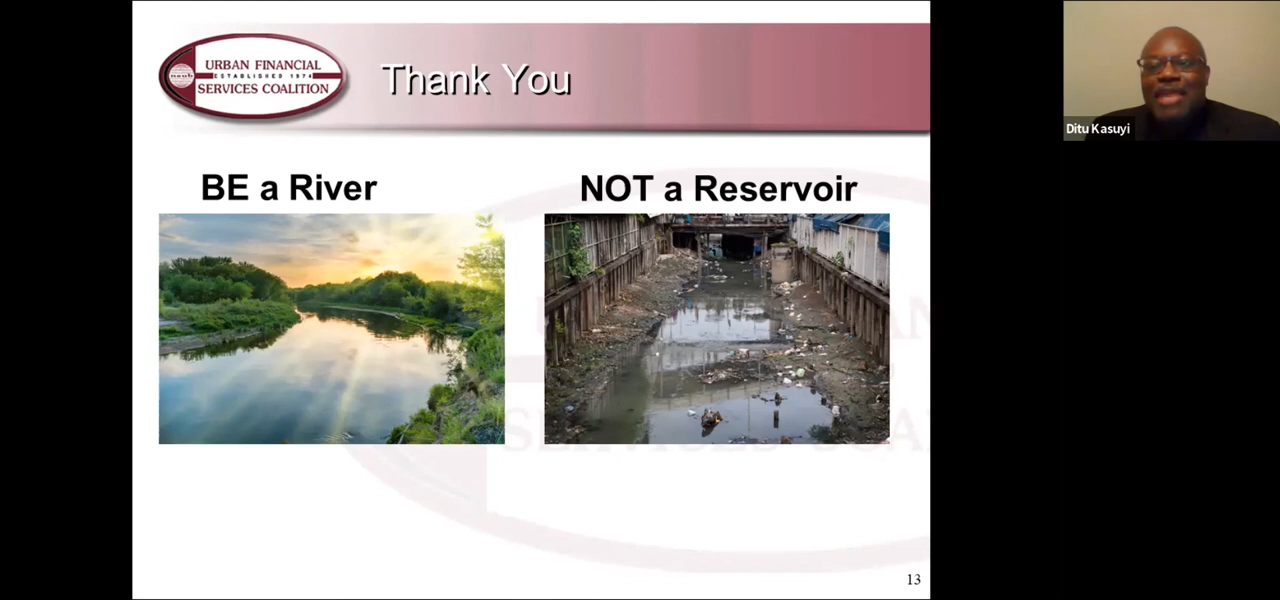 URBAN FINANCIAL
ESTABLISHED 1974
SERVICES COALITION
Thank You
Ditu Kasuyi
BE a River
NOT a Reservoir
13